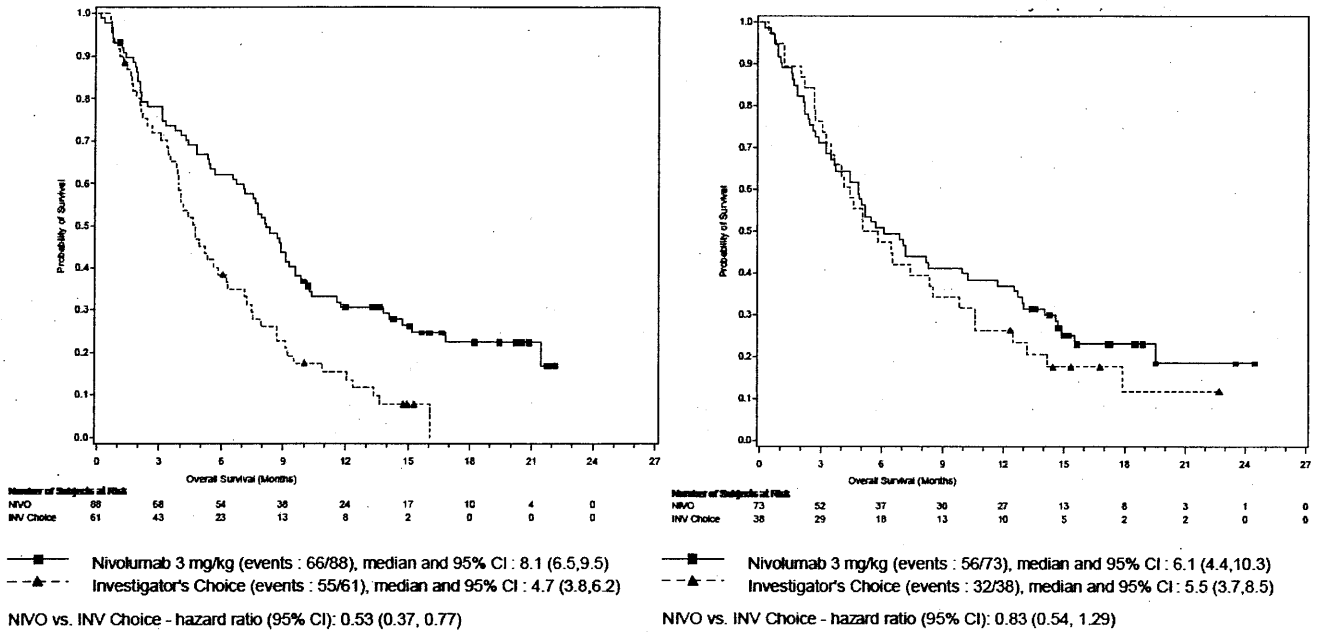 1.0
0.9
0.8
0.7
0.6
0.5
0.4
0.3
0.2
0.1
0.0
Probability of Survival
0 3 6 9 12 15 18 21 24 27
Overall Survival (Months)
Number of Subjects at Risk
NIVO 88 68 54 38 24 17 10 4 0
INV Choice 61 43 23 13 8 2 0 0 0
Nivolumab 3 mg/kg (events : 66/88), median and 95% CI : 8.1 (6.5,9.5)
Investigator's Choice (events : 55/61), median and 95% CI : 4.7 (3.8,6.2)
NIVO vs. INV Choice - hazard ratio (95% CI): 0.53 (0.37, 0.77)
1.0
0.9
0.8
0.7
0.6
0.5
0.4
0.3
0.2
0.1
0.0
Probability of Survival
0 3 6 9 12 15 18 21 24 27
Overall Survival (Months)
Number of Subjects at Risk
NIVO 73 52 37 30 27 13 8 3 1 0
INV Choice 38 29 18 13 10 5 2 2 0 0
Nivolumab 3 mg/kg (events : 56/73), median and 95% CI : 6.1 (4.4,10.3)
Investigator's Choice (events : 32/38), median and 95% CI : 5.5 (3.7,8.5)
NIVO vs. INV Choice - hazard ratio (95% CI): 0.83 (0.54, 1.29)